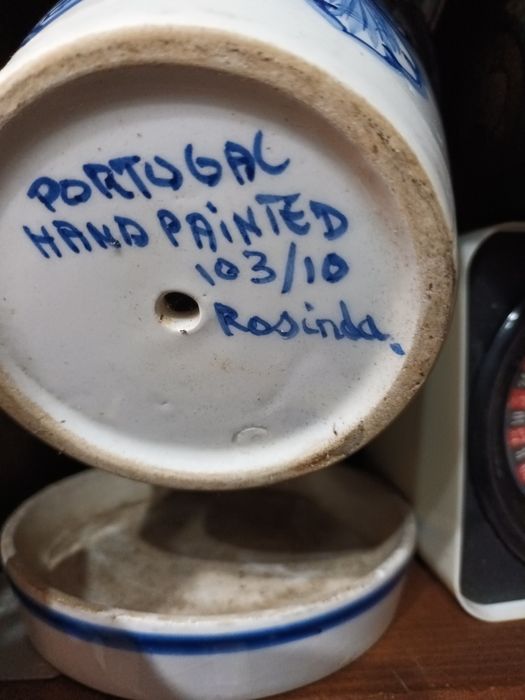 PORTUGAL
HAND PAiNTED
103/10
Rosinda.